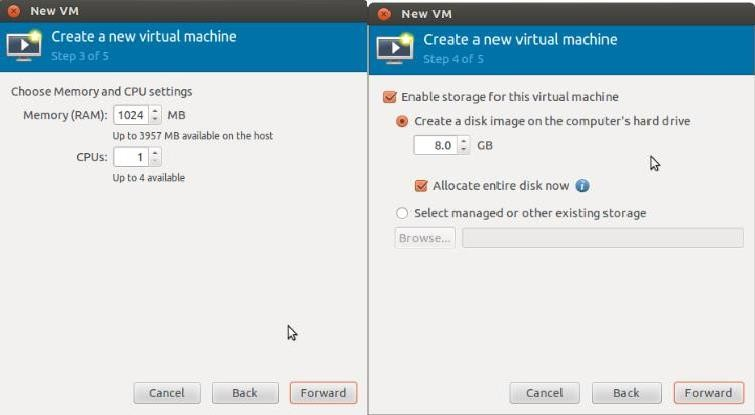 New VM
Create a new virtual machine
Step 3 of 5
Choose Memory and CPU settings
Memory (RAM): 1024 MB
Up to 3957 MB available on the host
CPUs: 1
Up to 4 available
Cancel Back Forward
New VM
Create a new virtual machine
Step 4 of 5
Enable storage for this virtual machine
Create a disk image on the computer's hard drive
8.0 GB
Allocate entire disk now
Select managed or other existing storage
Browse...
Cancel Back Forward